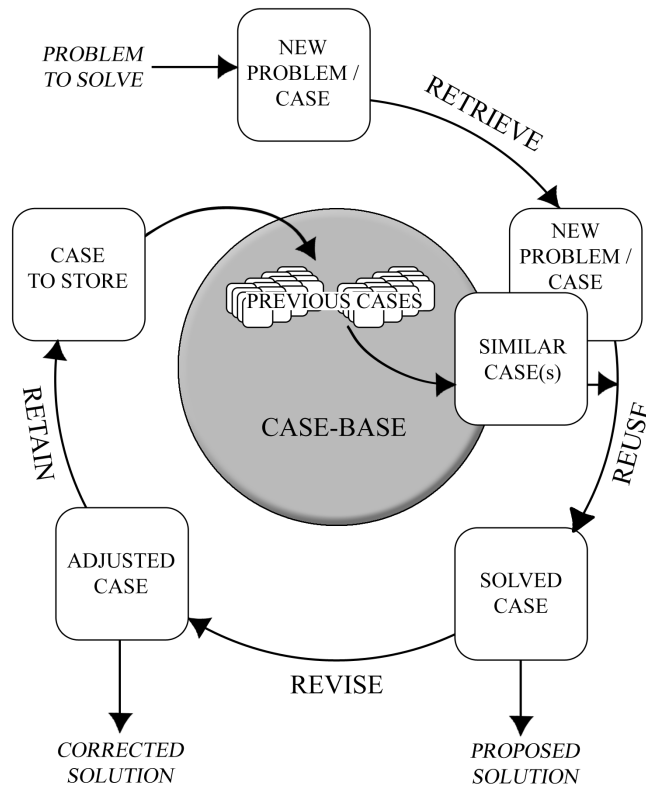 PROBLEM
TO SOLVE
NEW
PROBLEM /
CASE
RETRIEVE
CASE
TO STORE
NEW
PROBLEM /
CASE
PREVIOUS CASES
SIMILAR
CASE(s)
CASE-BASE
RETAIN
REUSE
ADJUSTED
CASE
SOLVED
CASE
REVISE
CORRECTED
SOLUTION
PROPOSED
SOLUTION